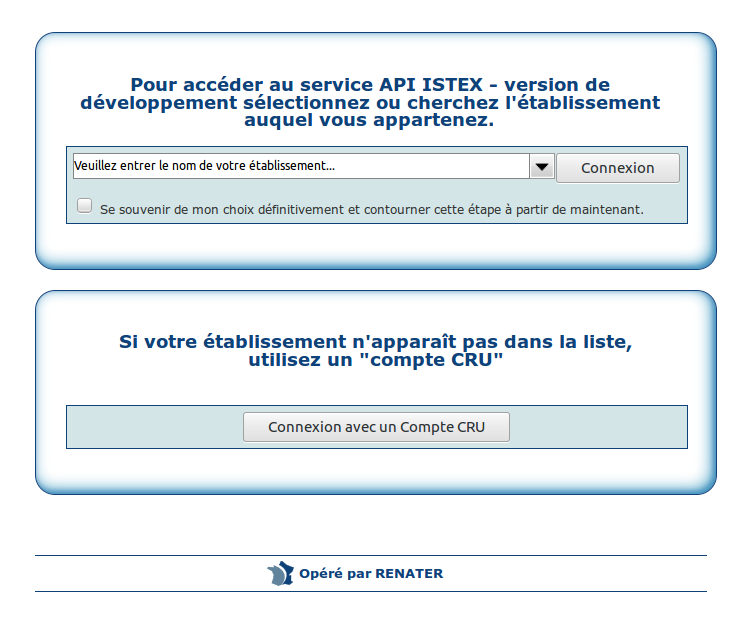 Pour accéder au service API ISTEX – version de
développement sélectionnez ou cherchez l'établissement
auquel vous appartenez.
Veuillez entrer le nom de votre établissement...
Connexion
Se souvenir de mon choix définitivement et contourner cette étape à partir de maintenant.
Si votre établissement n'apparaît pas dans la liste,
utilisez un "compte CRU"
Connexion avec un Compte CRU
Opéré par RENATER